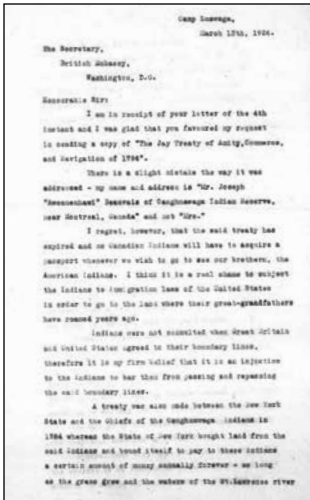 Camp
March 12th, 1926.
The Secretary,
British Embassy,
Washington, D.C.
Honorable Sir:
I am in receipt of your letter of the 4th
instant and I was glad that you favoured my request
in sending a copy of "The Jay Treaty of Amity, Commerce,
and Navigation of 1794".
There is a slight mistake the way it was
addressed - my name and address is "Mr. Joseph
Beauvais of Caughnawaga Indian Reserve,
near Montreal, Canada" and not "Mrs."
I regret, however, that the said treaty has
expired and us Canadian Indians will have to acquire a
passport whenever we wish to go to see our brothers, the
American Indians. I think it is a real shame to subject
the Indians to immigration laws of the United States
in order to go to the land where their great-grandfathers
have roamed years ago.
Indians were not consulted when Great Britain
and United States agreed to their boundary lines,
therefore it is my firm belief that it is an injustice
to the Indians to bar them from passing and repassing
the said boundary lines.
A treaty was also made between the New York
State and the Chiefs of the Caughnawaga Indians in
whereas the State of New York bought land from the
said Indians and bound itself to pay to these Indians
a certain amount of money annually forever - as long
as the grass grew and the waters of the St.Lawrence river